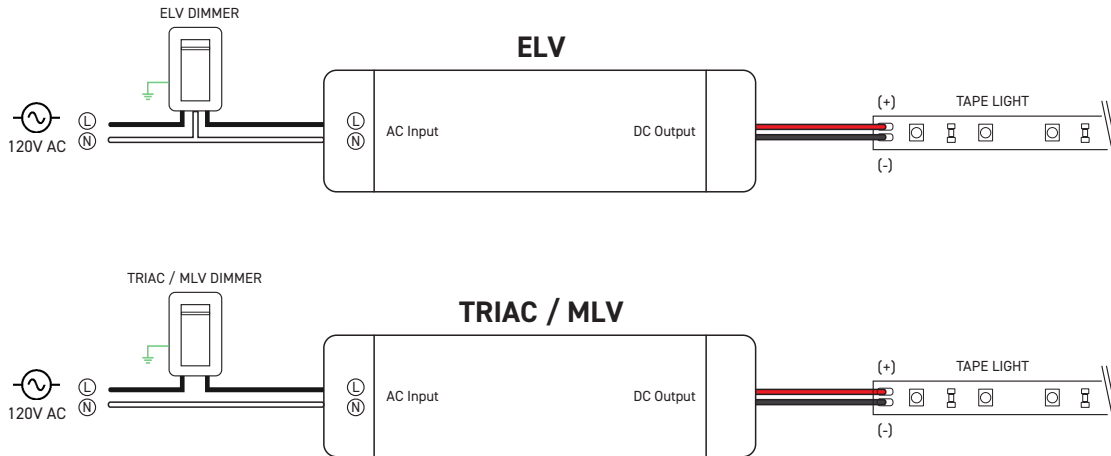 ELV DIMMER
ELV
120V AC
L
N
L
N
AC Input
DC Output
(+)
(-)
TAPE LIGHT
TRIAC / MLV DIMMER
TRIAC / MLV
120V AC
L
N
L
N
AC Input
DC Output
(+)
(-)
TAPE LIGHT